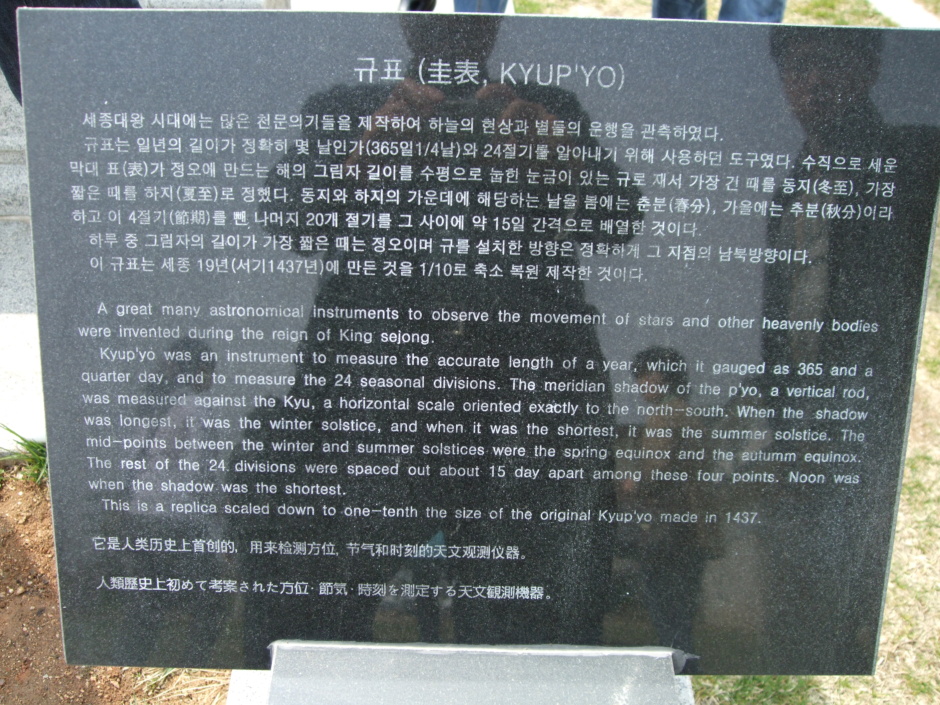 규표 (圭表, KYUP'YO)
세종대왕 시대에는 많은 천문의기들을 제작하여 하늘의 현상과 별들의 운행을 관측하였다.
규표는 일년의 길이가 정확히 몇 날인가(365일1/4날)와 24절기를 알아내기 위해 사용하던 도구였다. 수직으로 세운
막대 표(表)가 정오에 만드는 해의 그림자 길이를 수평으로 눕힌 눈금이 있는 규로 재서 가장 긴 때를 동지(冬至), 가장
짧은 때를 하지(夏至)로 정했다. 동지와 하지의 가운데에 해당하는 날을 봄에는 춘분(春分), 가을에는 추분(秋分)이라
하고 이 4절기(節期)를 뺀 나머지 20개 절기를 그 사이에 약 15일 간격으로 배열한 것이다.
하루 중 그림자의 길이가 가장 짧은 때는 정오이며 규를 설치한 방향은 정확하게 그 지점의 남북방향이다.
이 규표는 세종 19년(서기1437년)에 만든 것을 1/10로 축소 복원 제작한 것이다.
A great many astronomical instruments to observe the movement of stars and other heavenly bodies
were invented during the reign of King sejong.
Kyup'yo was an instrument to measure the accurate length of a year, which it gauged as 365 and a
quarter day, and to measure the 24 seasonal divisions. The meridian shadow of the p'yo, a vertical rod,
was measured against the Kyu, a horizontal scale oriented exactly to the north-south. When the shadow
was longest, it was the winter solstice, and when it was the shortest, it was the summer solstice. The
mid-points between the winter and summer solstices were the spring equinox and the autumm equinox.
The rest of the 24 divisions were spaced out about 15 day apart among these four points. Noon was
when the shadow was the shortest.
This is a replica scaled down to one-tenth the size of the original Kyup'yo made in 1437.
它是人类历史上首创的, 用来检测方位, 节气和时刻的天文观测仪器。
人類歷史上初めて考案された方位·節気·時刻を測定する天文観測機器。